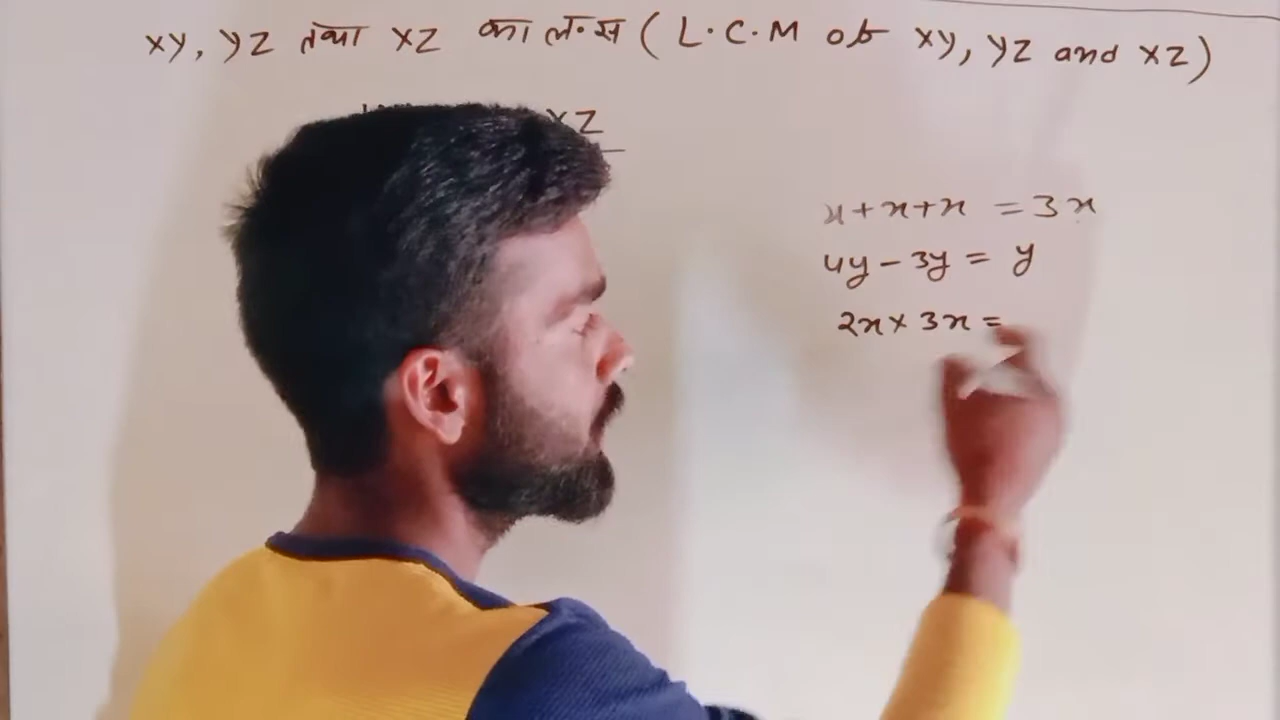 xy, yz तथा xz का ल॰स (L.C.M of xy, yz and xz)
xz
x+x+x = 3x
4y - 3y = y
2x × 3x =